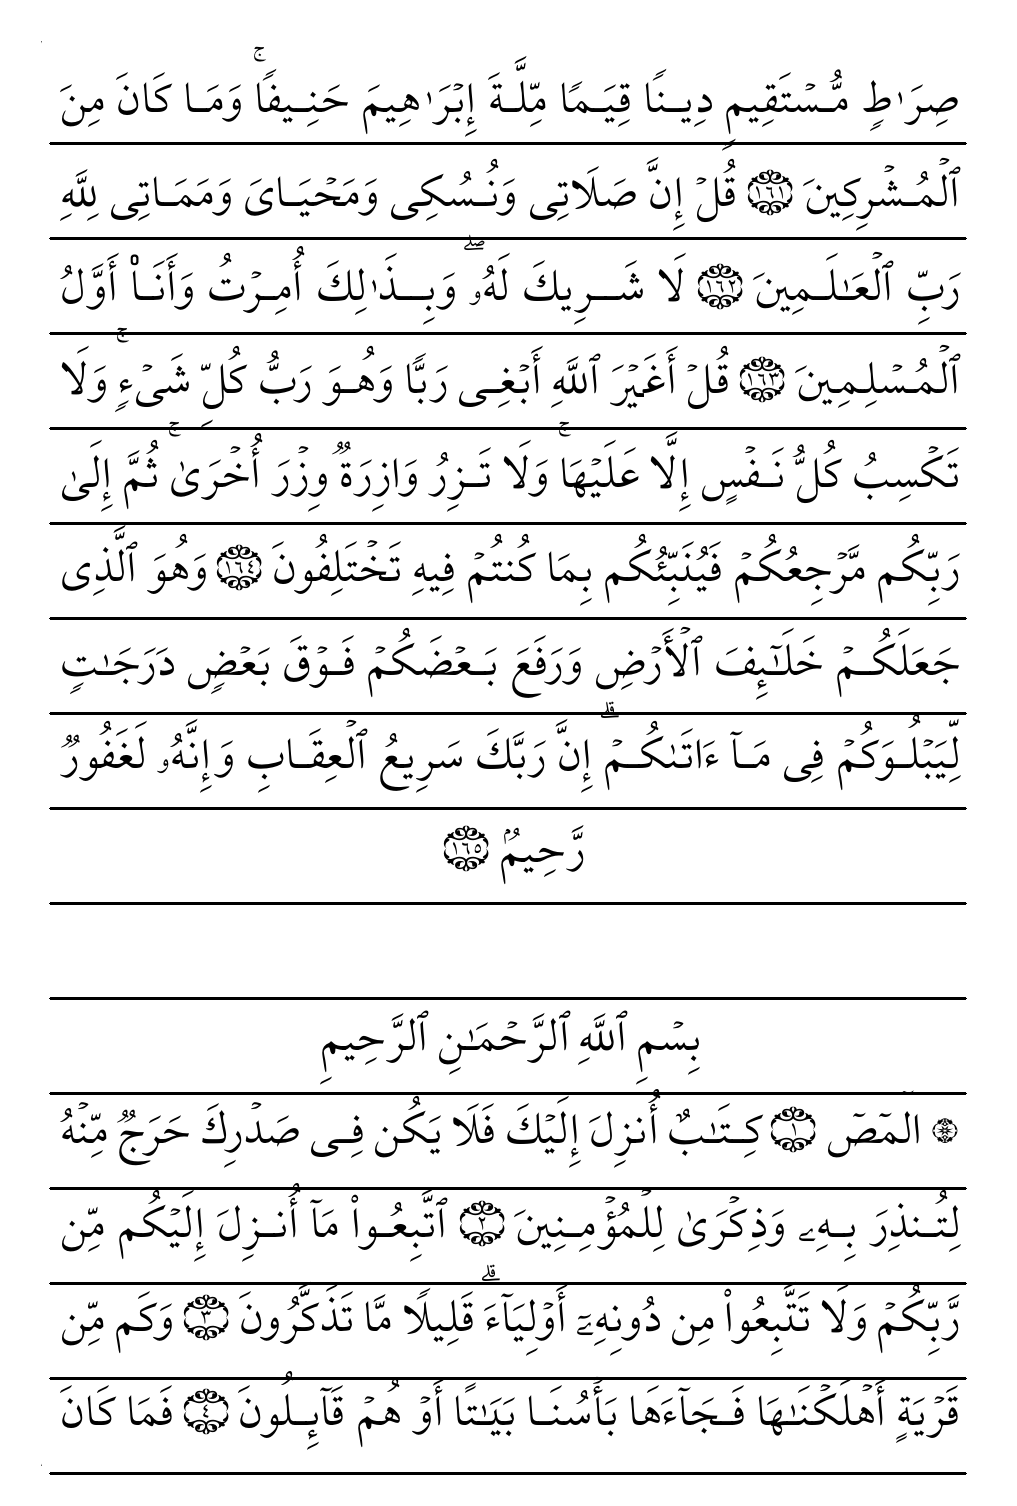 صِرَٰطٍ مُّسْتَقِيمٍ دِينًا قِيَمًا مِّلَّةَ إِبْرَٰهِيمَ حَنِيفًا ۚ وَمَا كَانَ مِنَ
ٱلْمُشْرِكِينَ ١٦١ قُلْ إِنَّ صَلَاتِى وَنُسُكِى وَمَحْيَاىَ وَمَمَاتِى لِلَّهِ
رَبِّ ٱلْعَـٰلَمِينَ ١٦٢ لَا شَرِيكَ لَهُۥ ۖ وَبِذَٰلِكَ أُمِرْتُ وَأَنَا۠ أَوَّلُ
ٱلْمُسْلِمِينَ ١٦٣ قُلْ أَغَيْرَ ٱللَّهِ أَبْغِى رَبًّا وَهُوَ رَبُّ كُلِّ شَىْءٍ ۚ وَلَا
تَكْسِبُ كُلُّ نَفْسٍ إِلَّا عَلَيْهَا ۚ وَلَا تَزِرُ وَازِرَةٌ وِزْرَ أُخْرَىٰ ۚ ثُمَّ إِلَىٰ
رَبِّكُم مَّرْجِعُكُمْ فَيُنَبِّئُكُم بِمَا كُنتُمْ فِيهِ تَخْتَلِفُونَ ١٦٤ وَهُوَ ٱلَّذِى
جَعَلَكُمْ خَلَـٰٓئِفَ ٱلْأَرْضِ وَرَفَعَ بَعْضَكُمْ فَوْقَ بَعْضٍ دَرَجَـٰتٍ
لِّيَبْلُوَكُمْ فِى مَآ ءَاتَىٰكُمْ ۗ إِنَّ رَبَّكَ سَرِيعُ ٱلْعِقَابِ وَإِنَّهُۥ لَغَفُورٌ
رَّحِيمٌۢ ١٦٥
بِسْمِ ٱللَّهِ ٱلرَّحْمَـٰنِ ٱلرَّحِيمِ
۞ الٓمٓصٓ ١ كِتَـٰبٌ أُنزِلَ إِلَيْكَ فَلَا يَكُن فِى صَدْرِكَ حَرَجٌ مِّنْهُ
لِتُنذِرَ بِهِۦ وَذِكْرَىٰ لِلْمُؤْمِنِينَ ٢ ٱتَّبِعُوا۟ مَآ أُنزِلَ إِلَيْكُم مِّن
رَّبِّكُمْ وَلَا تَتَّبِعُوا۟ مِن دُونِهِۦٓ أَوْلِيَآءَ ۗ قَلِيلًا مَّا تَذَكَّرُونَ ٣ وَكَم مِّن
قَرْيَةٍ أَهْلَكْنَـٰهَا فَجَآءَهَا بَأْسُنَا بَيَـٰتًا أَوْ هُمْ قَآئِلُونَ ٤ فَمَا كَانَ